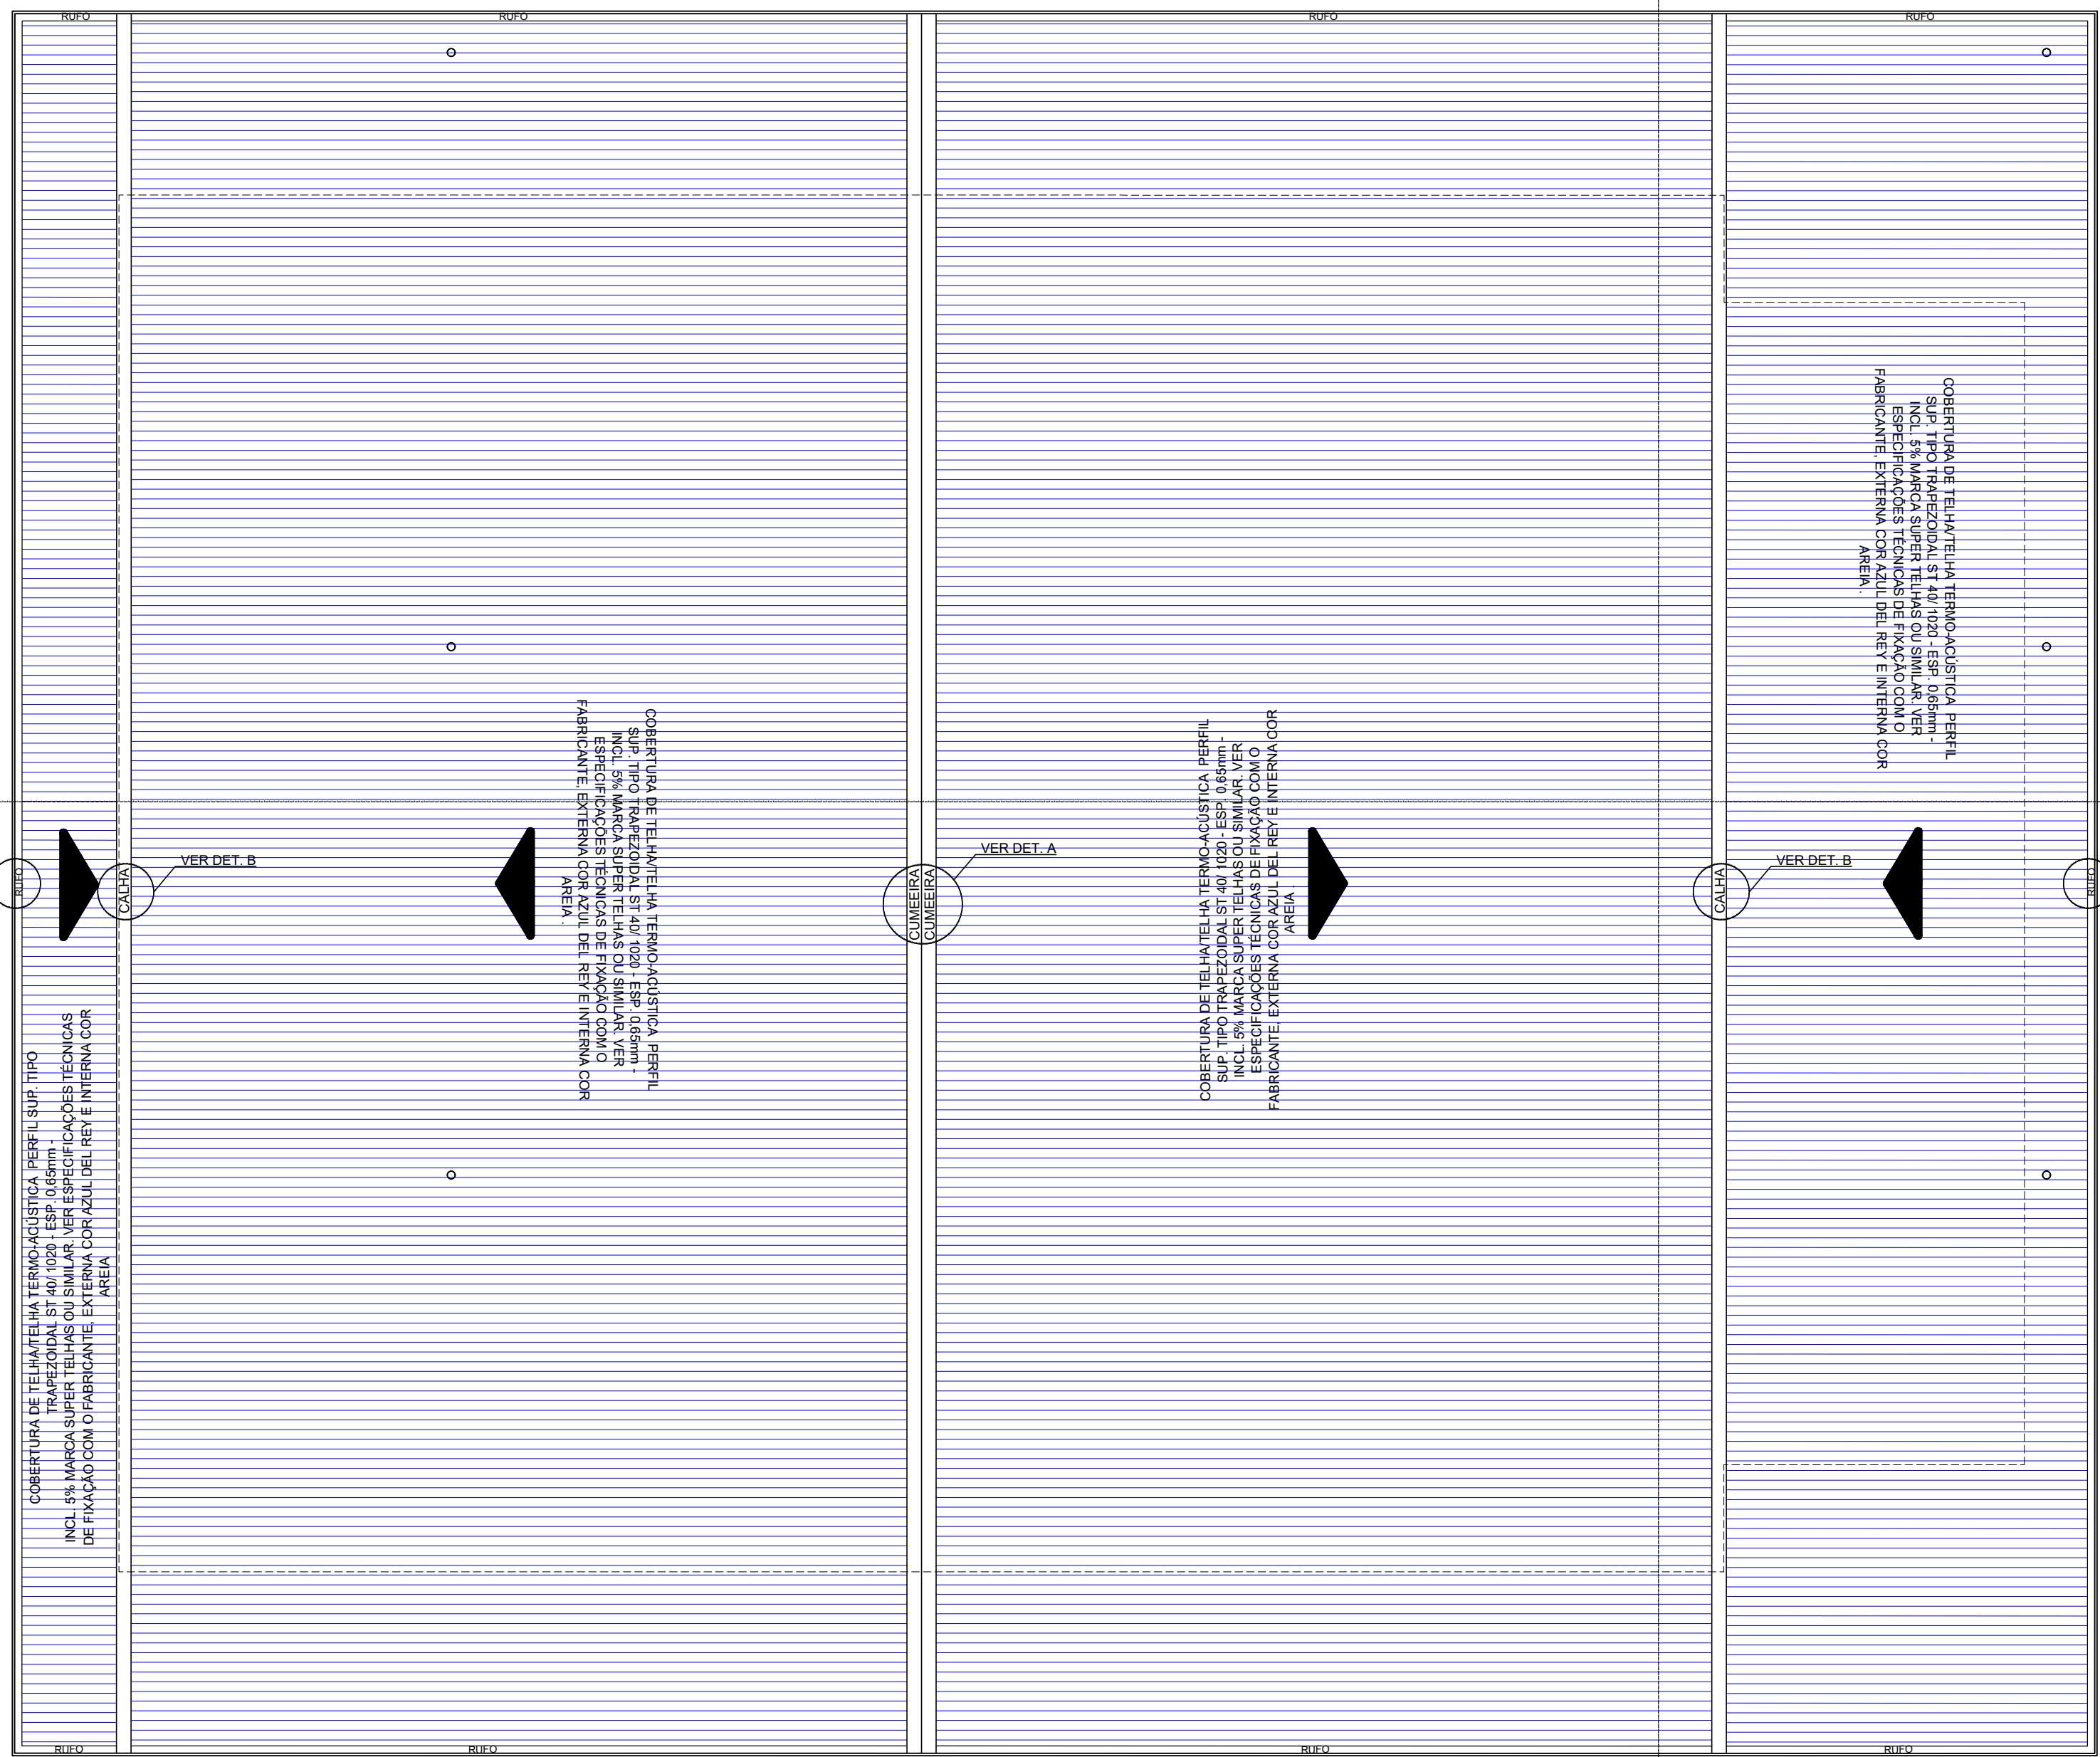 RUFO
RUFO
RUFO
RUFO
COBERTURA DE TELHA/TELHA TERMO-ACÚSTICA PERFIL
SUP. TIPO TRAPEZOIDAL ST 40/ 1020 - ESP. 0,65mm -
INCL. 5% MARCA SUPER TELHAS OU SIMILAR. VER
ESPECIFICAÇÕES TÉCNICAS DE FIXAÇÃO COM O
FABRICANTE, EXTERNA COR AZUL DEL REY E INTERNA COR
AREIA .
COBERTURA DE TELHA/TELHA TERMO-ACÚSTICA PERFIL
SUP. TIPO TRAPEZOIDAL ST 40/ 1020 - ESP. 0,65mm -
INCL. 5% MARCA SUPER TELHAS OU SIMILAR. VER
ESPECIFICAÇÕES TÉCNICAS DE FIXAÇÃO COM O
FABRICANTE, EXTERNA COR AZUL DEL REY E INTERNA COR
AREIA .
COBERTURA DE TELHA/TELHA TERMO-ACÚSTICA PERFIL
SUP. TIPO TRAPEZOIDAL ST 40/ 1020 - ESP. 0,65mm -
INCL. 5% MARCA SUPER TELHAS OU SIMILAR. VER
ESPECIFICAÇÕES TÉCNICAS DE FIXAÇÃO COM O
FABRICANTE, EXTERNA COR AZUL DEL REY E INTERNA COR
AREIA .
RUFO
CALHA
VER DET. B
CUMEEIRA
CUMEEIRA
VER DET. A
CALHA
VER DET. B
RUFO
COBERTURA DE TELHA/TELHA TERMO-ACÚSTICA PERFIL SUP. TIPO
TRAPEZOIDAL ST 40/ 1020 - ESP. 0,65mm -
INCL. 5% MARCA SUPER TELHAS OU SIMILAR. VER ESPECIFICAÇÕES TÉCNICAS
DE FIXAÇÃO COM O FABRICANTE, EXTERNA COR AZUL DEL REY E INTERNA COR
AREIA
RUFO
RUFO
RUFO
RUFO